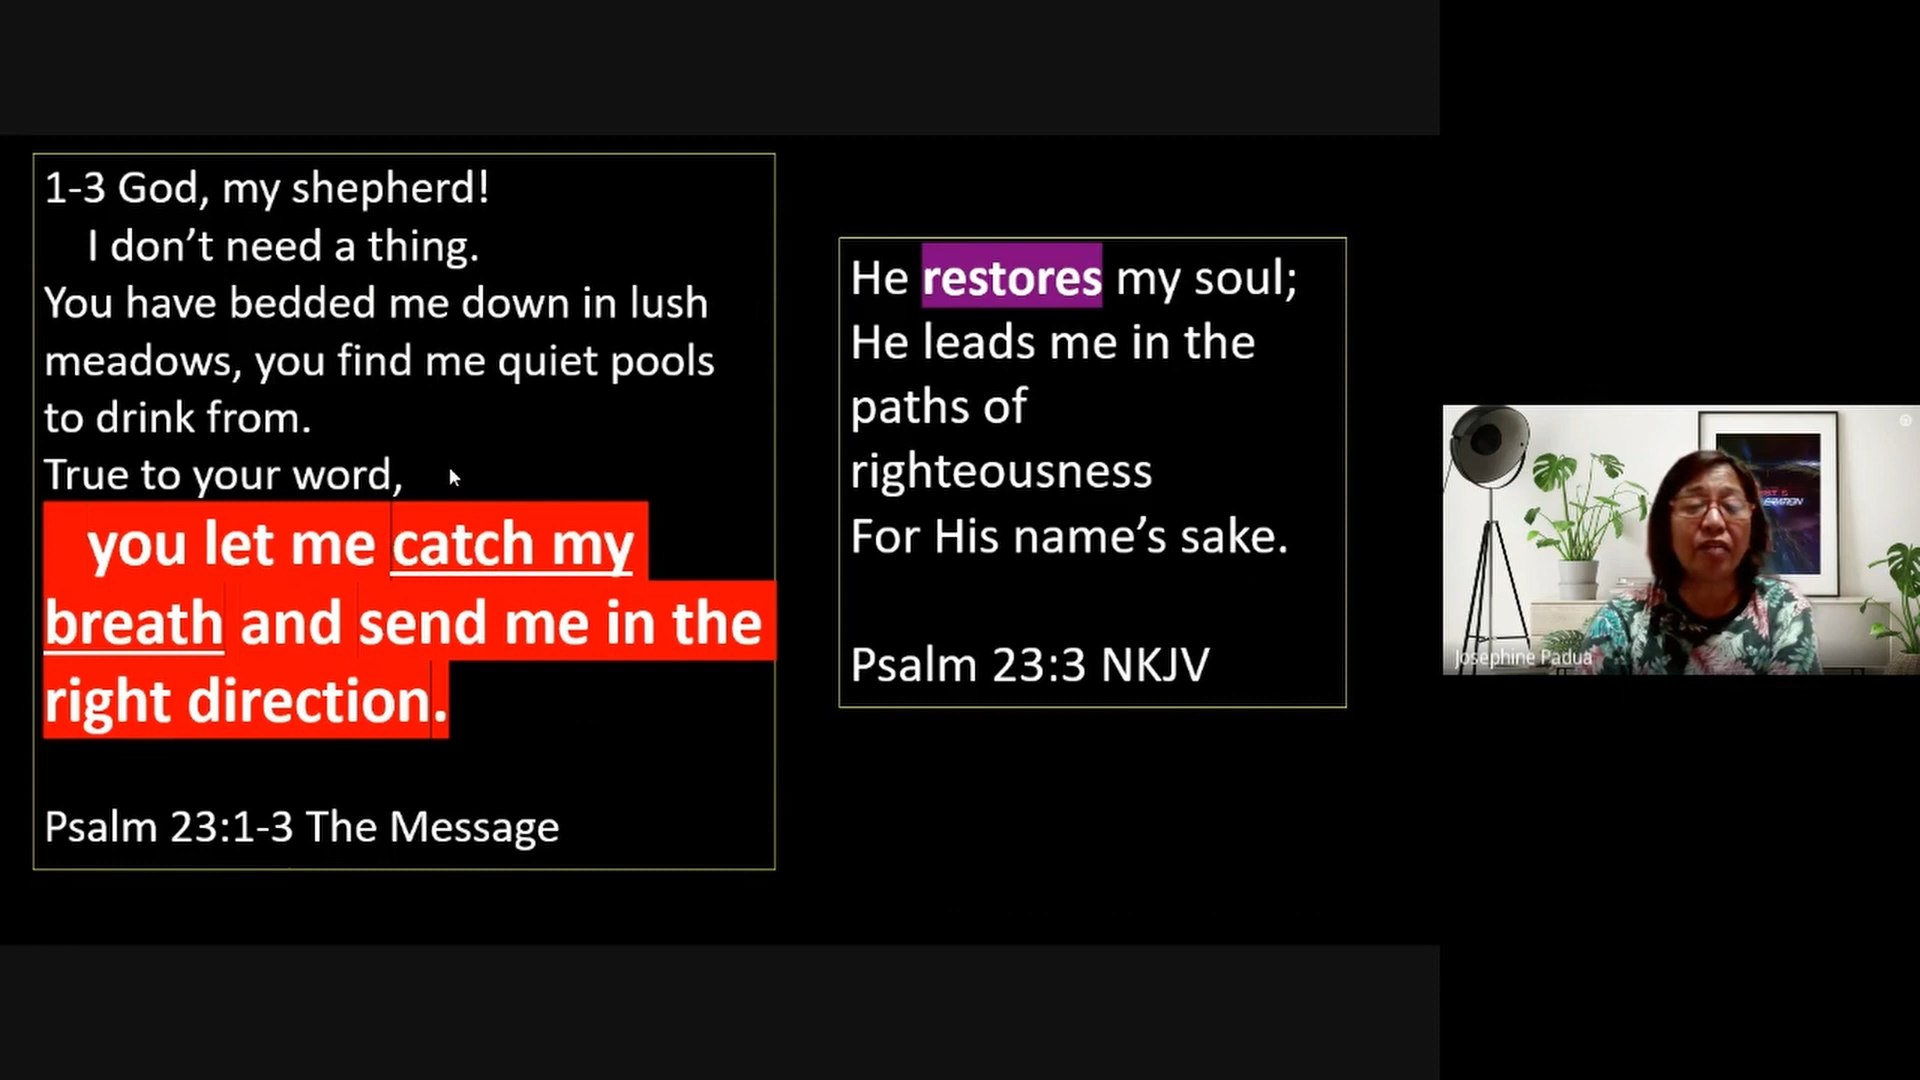 1-3 God, my shepherd!
I don’t need a thing.
You have bedded me down in lush
meadows, you find me quiet pools
to drink from.
True to your word,
you let me catch my
breath and send me in the
right direction.
Psalm 23:1-3 The Message
He restores my soul;
He leads me in the
paths of
righteousness
For His name’s sake.
Psalm 23:3 NKJV
Josephine Padua